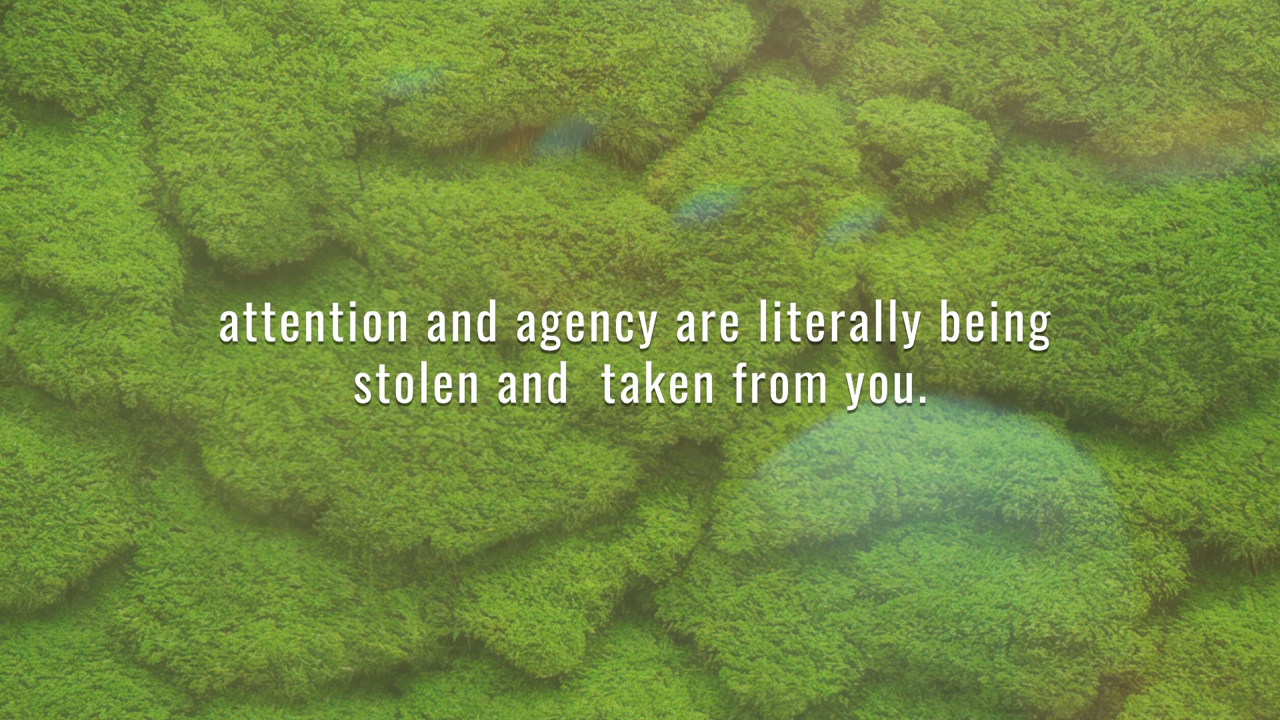 attention and agency are literally being
stolen and  taken from you.